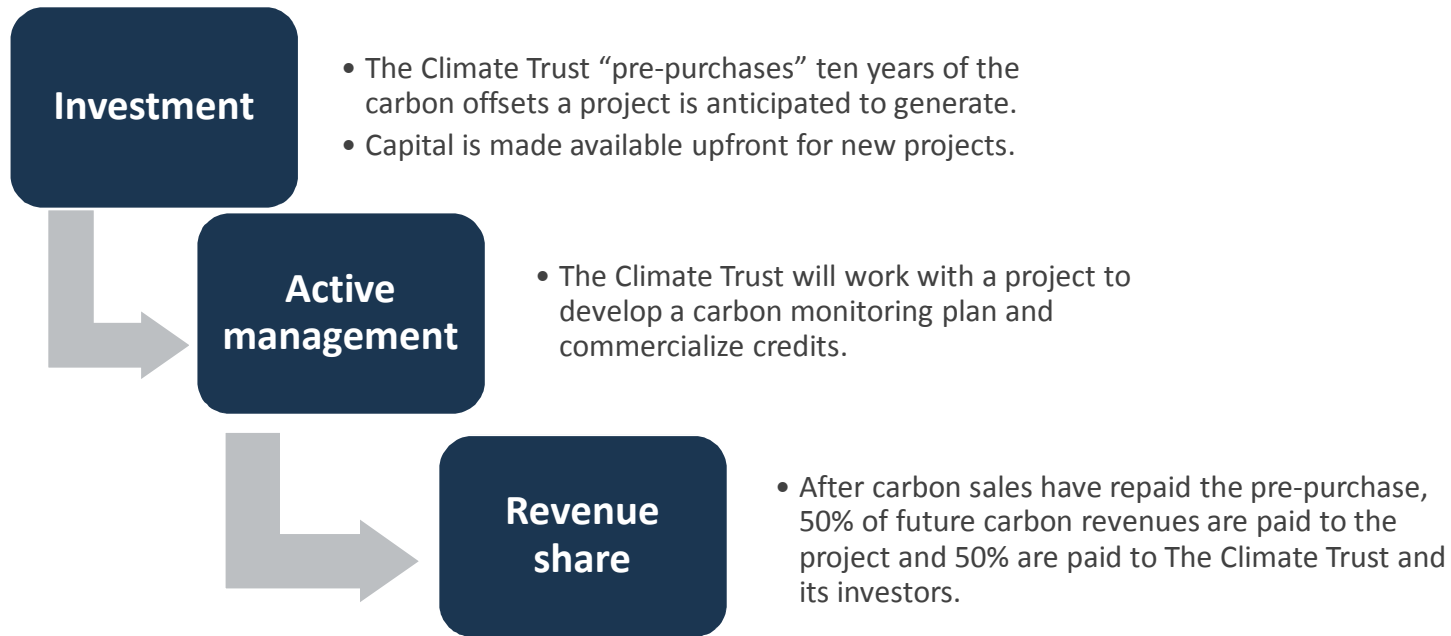 Investment
• The Climate Trust “pre-purchases” ten years of the
carbon offsets a project is anticipated to generate.
• Capital is made available upfront for new projects.
Active
management
• The Climate Trust will work with a project to
develop a carbon monitoring plan and
commercialize credits.
Revenue
share
• After carbon sales have repaid the pre-purchase,
50% of future carbon revenues are paid to the
project and 50% are paid to The Climate Trust and
its investors.